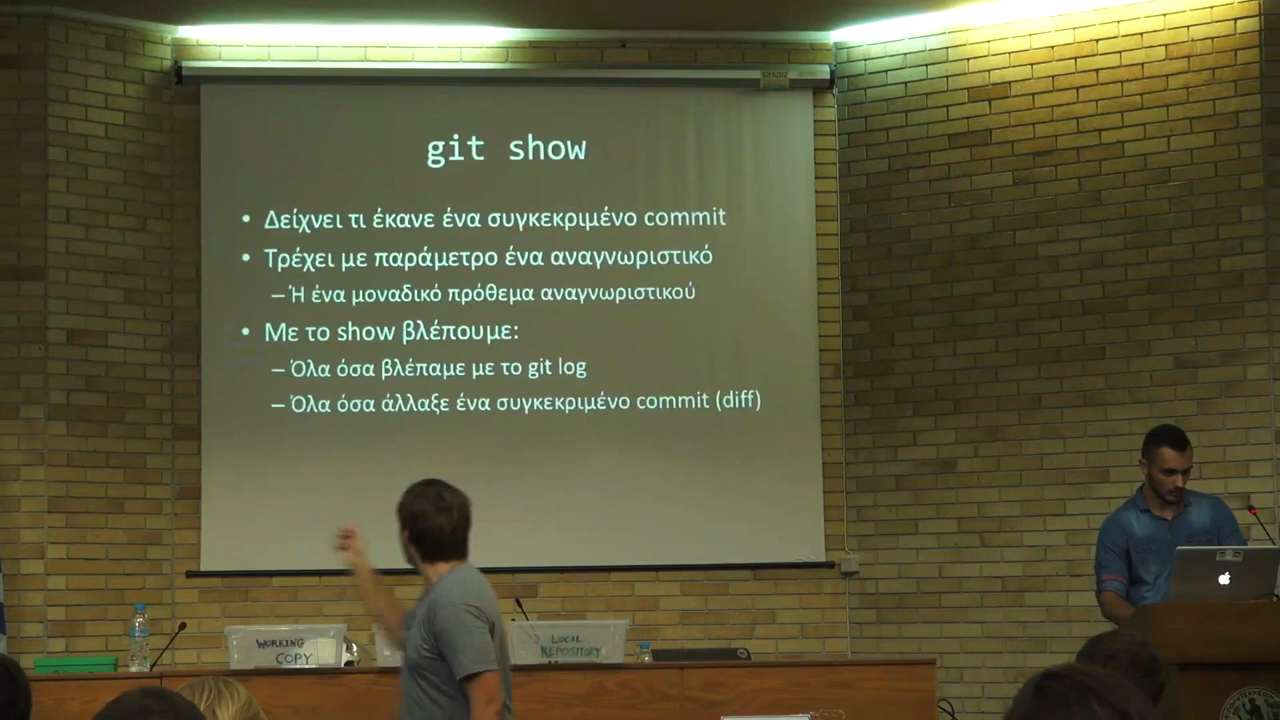 git show
• Δείχνει τι έκανε ένα συγκεκριμένο commit
• Τρέχει με παράμετρο ένα αναγνωριστικό
– Ή ένα μοναδικό πρόθεμα αναγνωριστικού
• Με το show βλέπουμε:
– Όλα όσα βλέπαμε με το git log
– Όλα όσα άλλαξε ένα συγκεκριμένο commit (diff)
WORKING
COPY
LOCAL
REPOSITORY